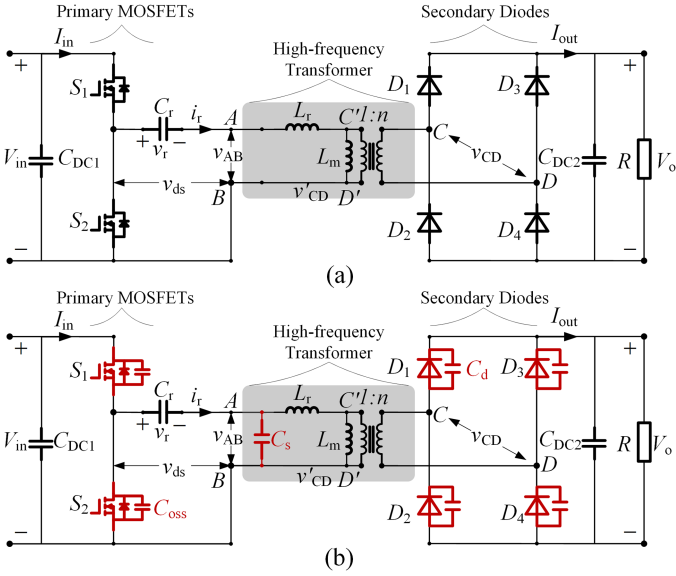 Primary MOSFETs
Secondary Diodes
I_in
High-frequency
Transformer
I_out
+
S_1
C_r
i_r
A
L_r
C' 1:n
D_1
D_3
+
+ v_r −
V_in
C_DC1
v_AB
L_m
C
v_CD
C_DC2
R
V_o
v_ds
B
v'_CD
D'
D
S_2
D_2
D_4
−
−
(a)
Primary MOSFETs
Secondary Diodes
I_in
High-frequency
Transformer
I_out
+
S_1
C_r
i_r
A
L_r
C' 1:n
D_1
C_d
D_3
+
+ v_r −
V_in
C_DC1
v_AB
C_s
L_m
C
v_CD
C_DC2
R
V_o
v_ds
B
v'_CD
D'
D
S_2
C_oss
D_2
D_4
−
−
(b)